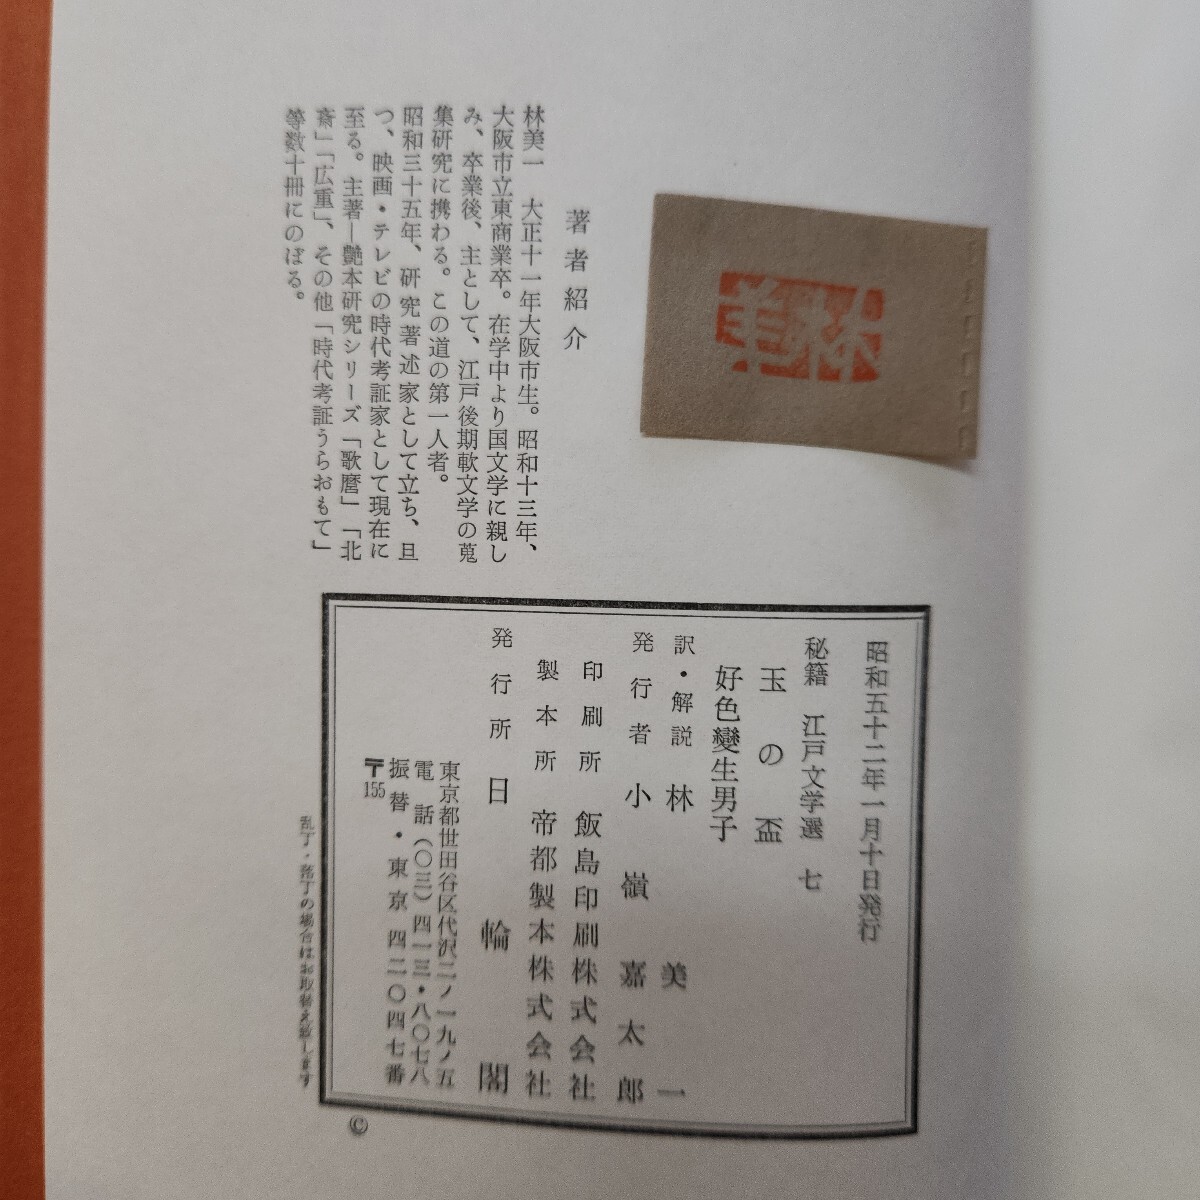 林美
著者紹介
林美一　大正十一年大阪市生。昭和十三年、
大阪市立東商業卒。在学中より国文学に親し
み、卒業後、主として、江戸後期軟文学の蒐
集研究に携わる。この道の第一人者。
昭和三十五年、研究著述家として立ち、且
つ、映画・テレビの時代考証家として現在に
至る。主著―艶本研究シリーズ「歌麿」「北
斎」「広重」、その他「時代考証うらおもて」
等数十冊にのぼる。
昭和五十二年一月十日発行
秘籍　江戸文学選　七
玉の盃
好色變生男子
訳・解説　林美一
発行者　小嶺嘉太郎
印刷所　飯島印刷株式会社
製本所　帝都製本株式会社
発行所　日輪閣
東京都世田谷区代沢二ノ一九ノ五
電話(〇三)四一三・八〇七八
振替・東京四二〇四七番
〒155
乱丁・落丁の場合はお取替え致します
©